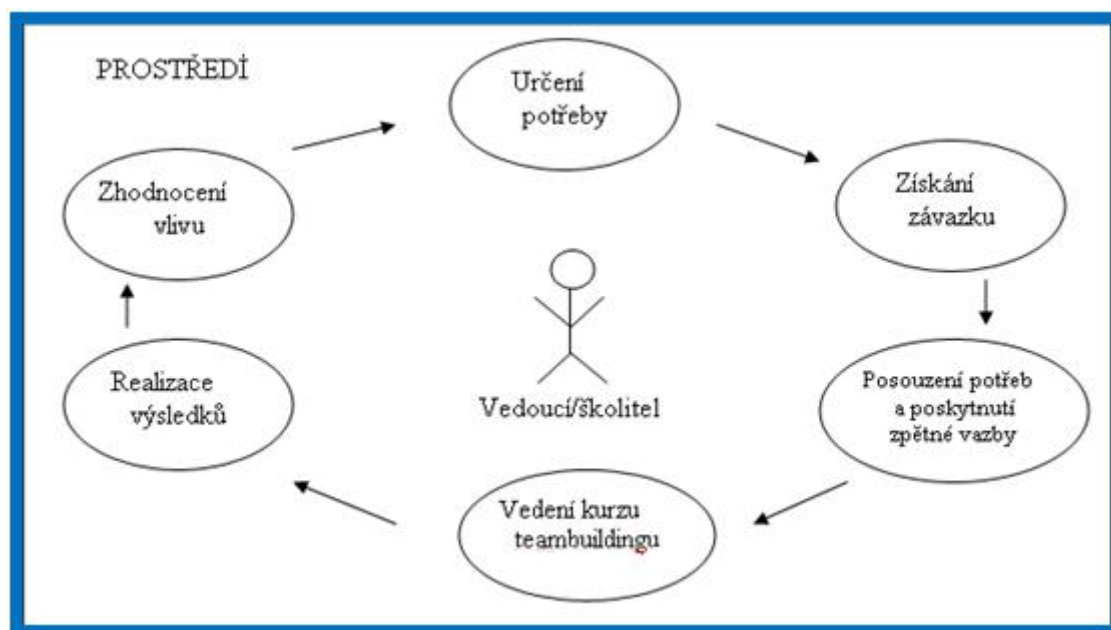 PROSTŘEDÍ
Určení
potřeby
Získání
závazku
Posouzení potřeb
a poskytnutí
zpětné vazby
Vedení kurzu
teambuildingu
Realizace
výsledků
Zhodnocení
vlivu
Vedoucí/školitel